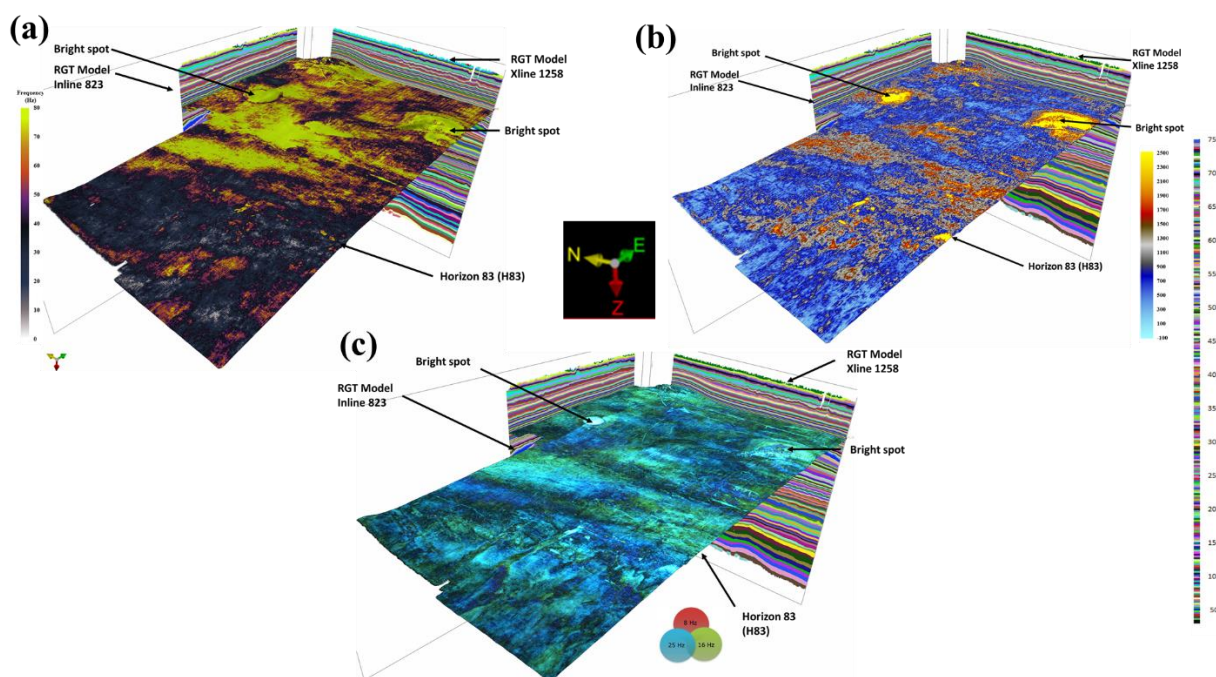 (a)
Bright spot
RGT Model
Inline 823
RGT Model
Xline 1258
Frequency
(Hz)
80
70
60
50
40
30
20
10
0
Bright spot
Horizon 83 (H83)
(b)
Bright spot
RGT Model
Inline 823
RGT Model
Xline 1258
Bright spot
2500
2300
2100
1900
1700
1500
1300
1100
900
700
500
300
100
-100
Horizon 83 (H83)
N
E
Z
(c)
Bright spot
RGT Model
Inline 823
RGT Model
Xline 1258
Bright spot
Horizon 83
(H83)
8 Hz
25 Hz
16 Hz
75
70
65
60
55
50
45
40
35
30
25
20
15
10
50